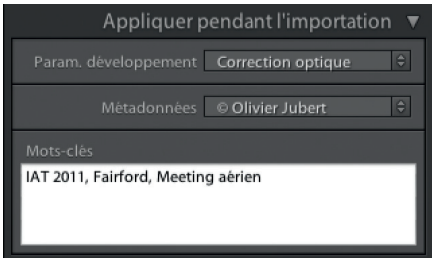 Appliquer pendant l'importation ▼
Param. développement Correction optique
Métadonnées © Olivier Jubert
Mots-clés
IAT 2011, Fairford, Meeting aérien